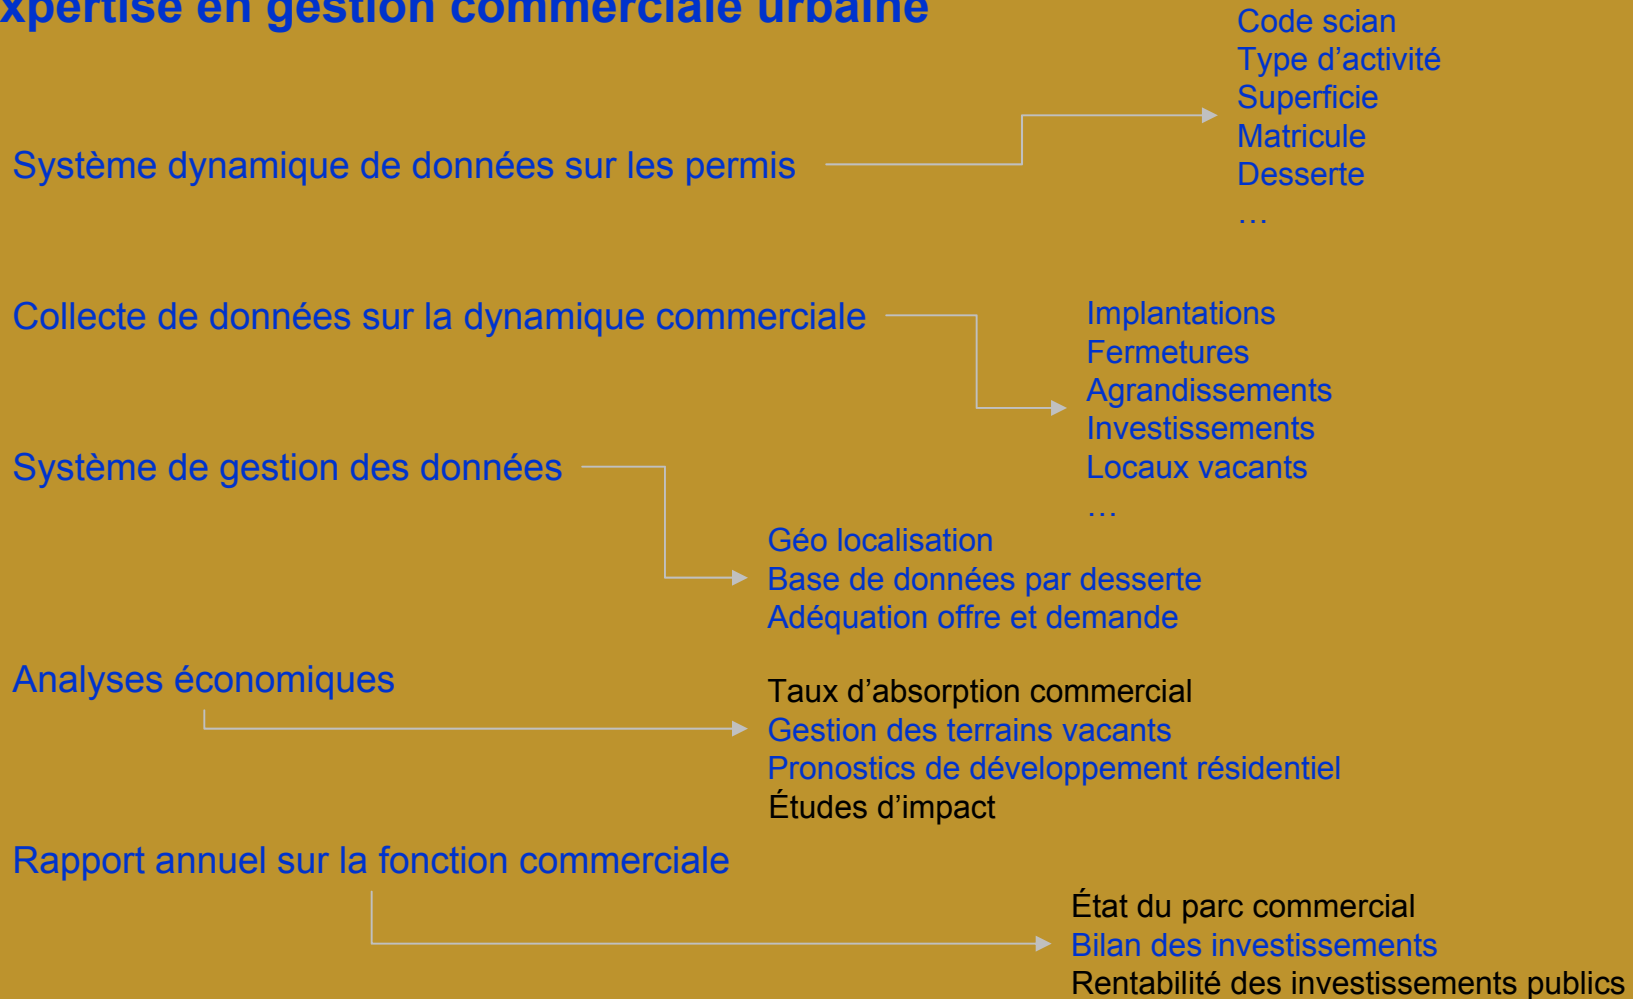 xpertise en gestion commerciale urbaine
Code scian
Type d’activité
Superficie
Matricule
Desserte
…
Système dynamique de données sur les permis
Collecte de données sur la dynamique commerciale
Implantations
Fermetures
Agrandissements
Investissements
Locaux vacants
…
Système de gestion des données
Géo localisation
Base de données par desserte
Adéquation offre et demande
Analyses économiques
Taux d’absorption commercial
Gestion des terrains vacants
Pronostics de développement résidentiel
Études d’impact
Rapport annuel sur la fonction commerciale
État du parc commercial
Bilan des investissements
Rentabilité des investissements publics